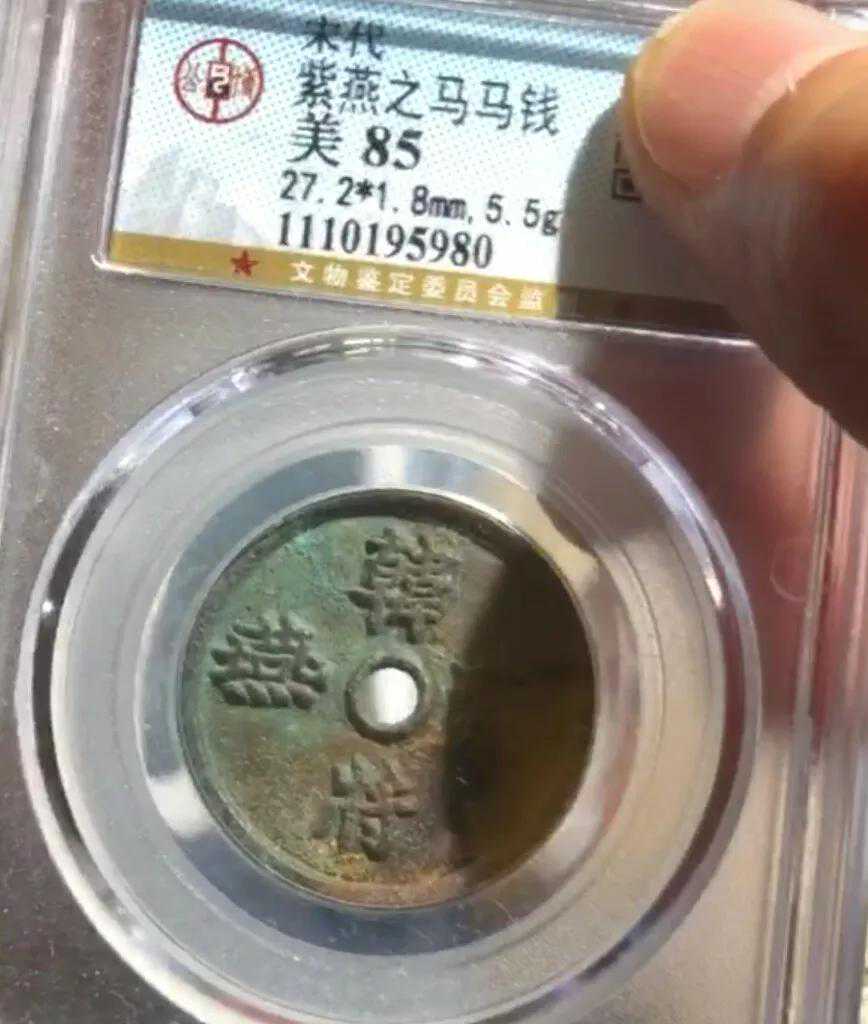 宋代
紫燕之马马钱
美 85
27.2*1.8mm,5.5g
1110195980
文物鉴定委员会监
燕